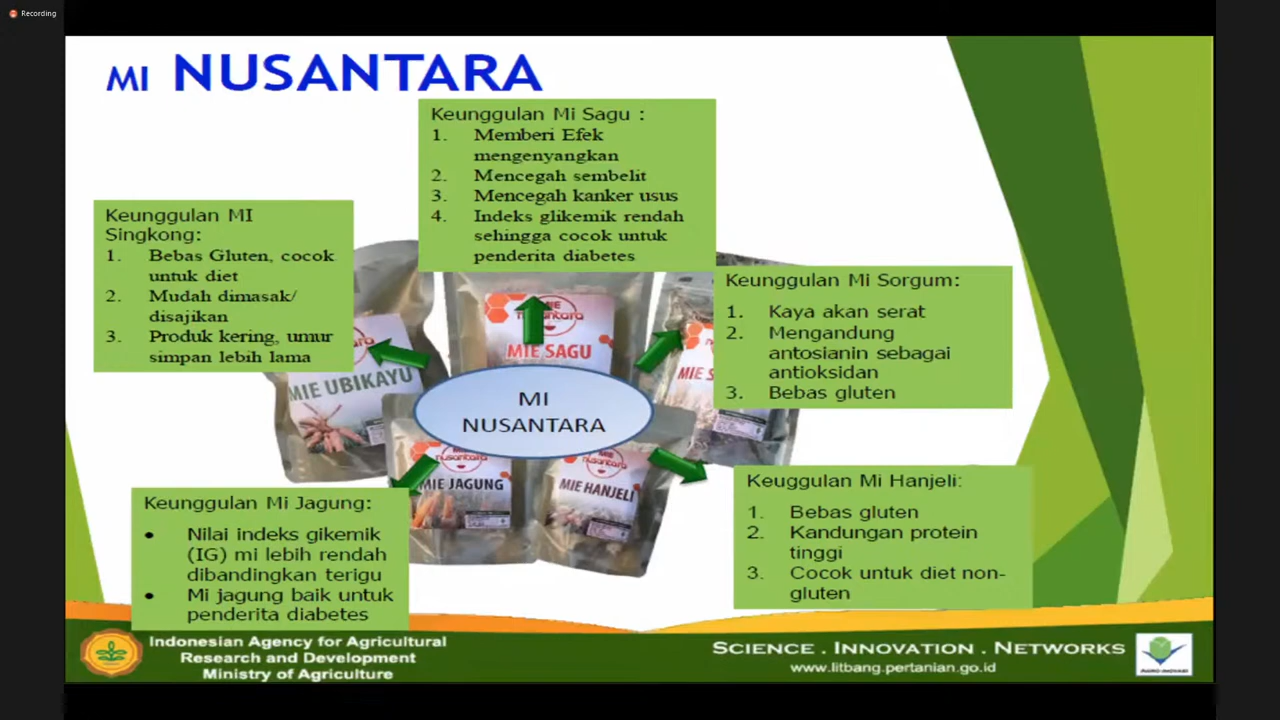 Recording
MI NUSANTARA
Keunggulan Mi Sagu :
1. Memberi Efek
mengenyangkan
2. Mencegah sembelit
3. Mencegah kanker usus
4. Indeks glikemik rendah
sehingga cocok untuk
penderita diabetes
Keunggulan MI
Singkong:
1. Bebas Gluten, cocok
untuk diet
2. Mudah dimasak/
disajikan
3. Produk kering, umur
simpan lebih lama
Keunggulan Mi Sorgum:
1. Kaya akan serat
2. Mengandung
antosianin sebagai
antioksidan
3. Bebas gluten
MIE
nusantara
MIE SAGU
MIE UBIKAYU
MIE S
MI
NUSANTARA
nusantara
MIE JAGUNG
nusantara
MIE HANJELI
Keunggulan Mi Jagung:
• Nilai indeks gikemik
(IG) mi lebih rendah
dibandingkan terigu
• Mi jagung baik untuk
penderita diabetes
Keuggulan Mi Hanjeli:
1. Bebas gluten
2. Kandungan protein
tinggi
3. Cocok untuk diet non-
gluten
Indonesian Agency for Agricultural
Research and Development
Ministry of Agriculture
SCIENCE . INNOVATION . NETWORKS
www.litbang.pertanian.go.id
AGRO-INOVASI